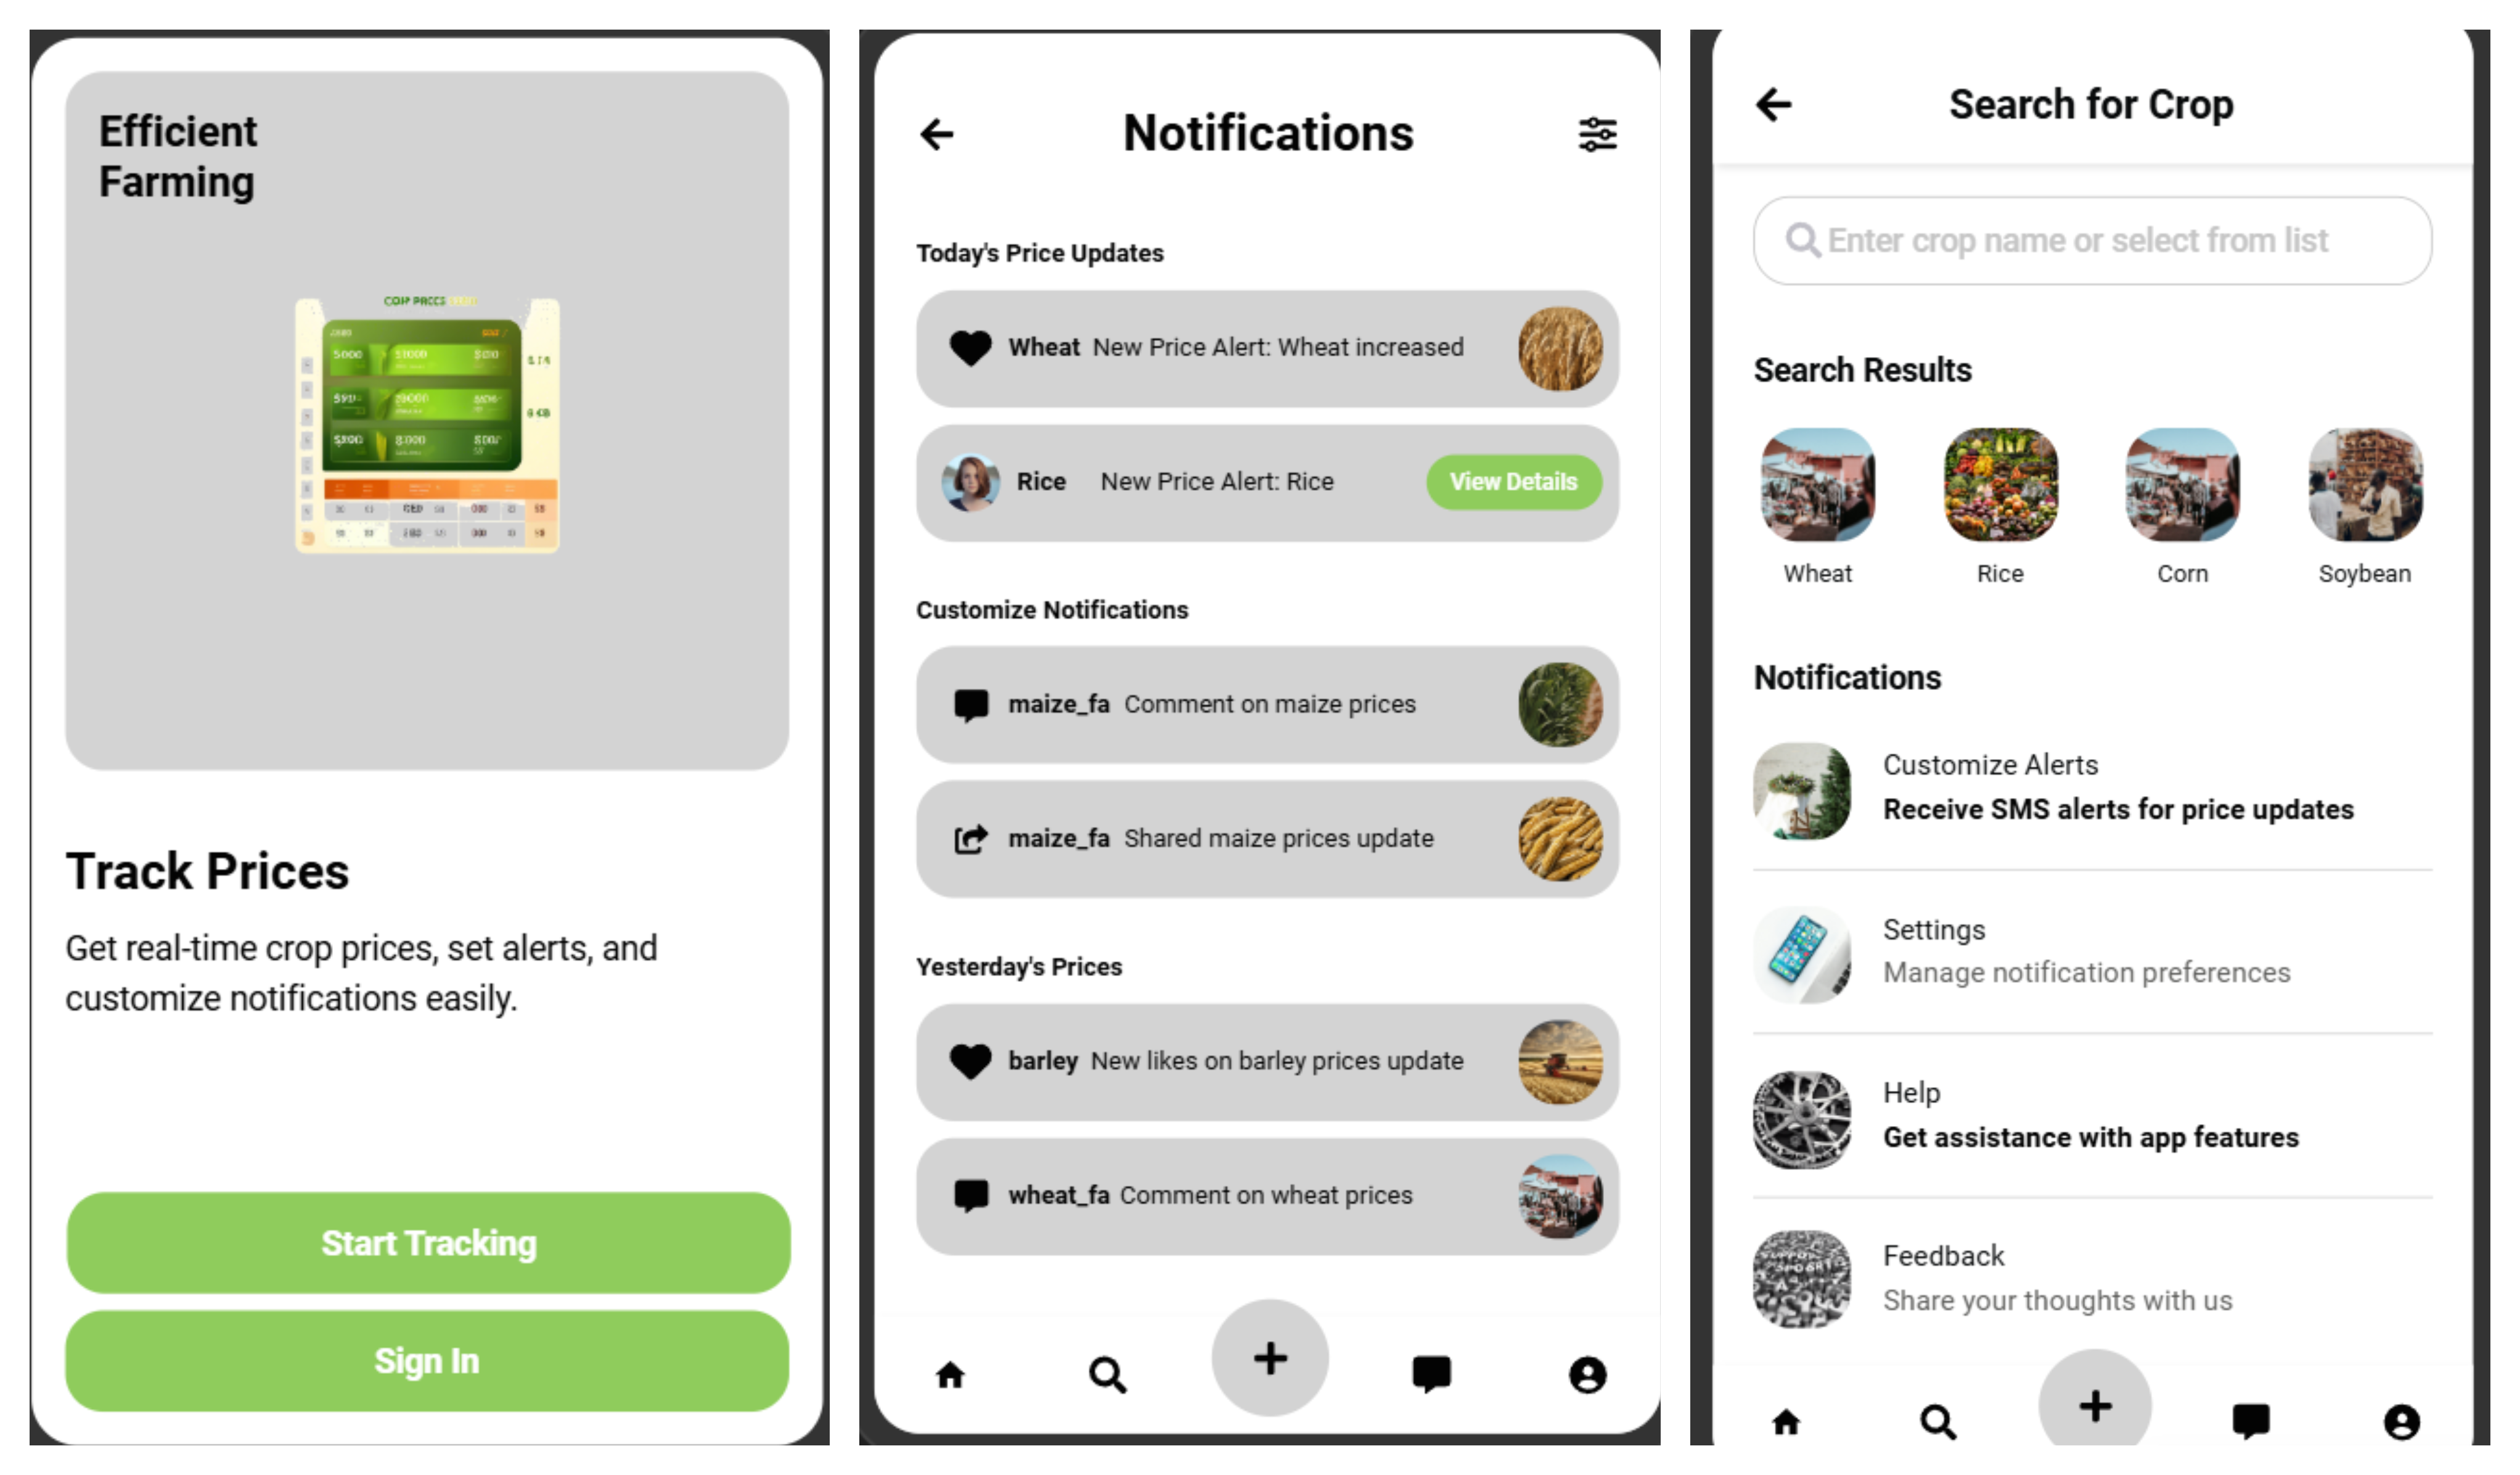 Efficient
Farming
Track Prices
Get real-time crop prices, set alerts, and
customize notifications easily.
Start Tracking
Sign In
Notifications
Today's Price Updates
Wheat New Price Alert: Wheat increased
Rice New Price Alert: Rice
View Details
Customize Notifications
maize_fa Comment on maize prices
maize_fa Shared maize prices update
Yesterday's Prices
barley New likes on barley prices update
wheat_fa Comment on wheat prices
Search for Crop
Enter crop name or select from list
Search Results
Wheat Rice Corn Soybean
Notifications
Customize Alerts
Receive SMS alerts for price updates
Settings
Manage notification preferences
Help
Get assistance with app features
Feedback
Share your thoughts with us